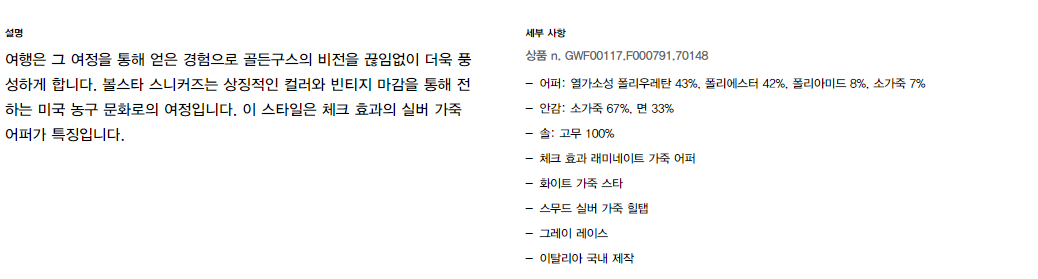 설명
여행은 그 여정을 통해 얻은 경험으로 골든구스의 비전을 끊임없이 더욱 풍
성하게 합니다. 볼스타 스니커즈는 상징적인 컬러와 빈티지 마감을 통해 전
하는 미국 농구 문화로의 여정입니다. 이 스타일은 체크 효과의 실버 가죽
어퍼가 특징입니다.
세부 사항
상품 n. GWF00117.F000791.70148
– 어퍼: 열가소성 폴리우레탄 43%, 폴리에스터 42%, 폴리아미드 8%, 소가죽 7%
– 안감: 소가죽 67%, 면 33%
– 솔: 고무 100%
– 체크 효과 래미네이트 가죽 어퍼
– 화이트 가죽 스타
– 스무드 실버 가죽 힐탭
– 그레이 레이스
– 이탈리아 국내 제작